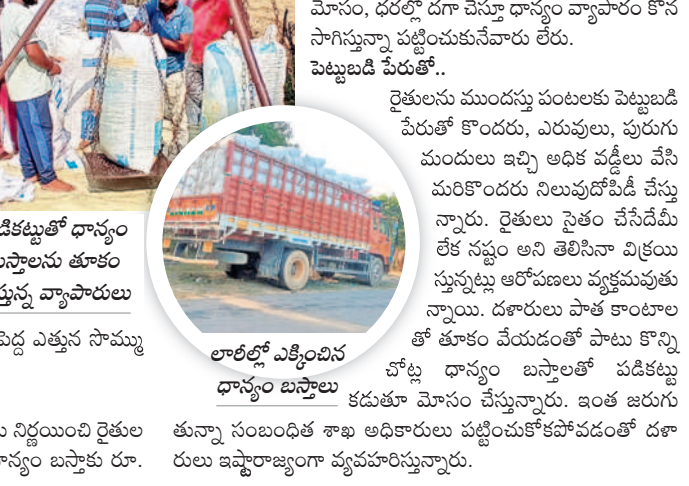 మోసం, ధరల్లో దగా చేస్తూ ధాన్యం వ్యాపారం కొన
సాగిస్తున్నా పట్టించుకునేవారు లేరు.
పెట్టుబడి పేరుతో..
రైతులను ముందస్తు పంటలకు పెట్టుబడి
పేరుతో కొందరు, ఎరువులు, పురుగు
మందులు ఇచ్చి అధిక వడ్డీలు వేసి
మరికొందరు నిలువుదోపిడీ చేస్తు
న్నారు. రైతులు సైతం చేసేదేమీ
లేక నష్టం అని తెలిసినా విక్రయి
స్తున్నట్లు ఆరోపణలు వ్యక్తమవుతు
న్నాయి. దళారులు పాత కాంటాల
తో తూకం వేయడంతో పాటు కొన్ని
చోట్ల ధాన్యం బస్తాలతో పడికట్టు
కడుతూ మోసం చేస్తున్నారు. ఇంత జరుగు
తున్నా సంబంధిత శాఖ అధికారులు పట్టించుకోకపోవడంతో దళా
రులు ఇష్టారాజ్యంగా వ్యవహరిస్తున్నారు.
లారీల్లో ఎక్కించిన
ధాన్యం బస్తాలు
డికట్టుతో ధాన్యం
స్తాలను తూకం
స్తున్న వ్యాపారులు
పెద్ద ఎత్తున సొమ్ము
నిర్ణయించి రైతుల
ధాన్యం బస్తాకు రూ.